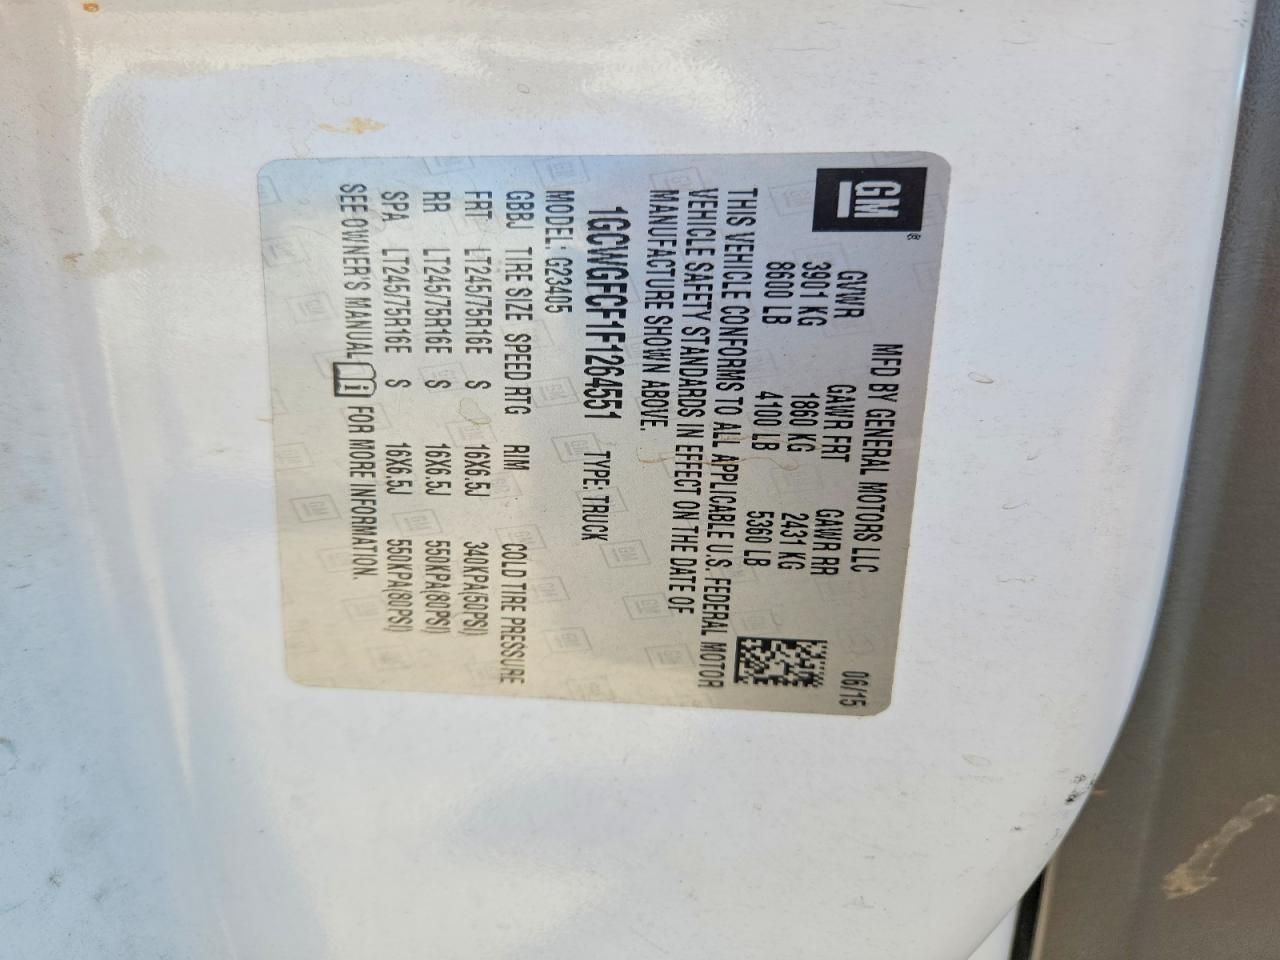 GM®
MFD BY GENERAL MOTORS LLC 06/15
GVWR GAWR FRT GAWR RR
3901 KG 1860 KG 2431 KG
8600 LB 4100 LB 5360 LB
THIS VEHICLE CONFORMS TO ALL APPLICABLE U.S. FEDERAL MOTOR
VEHICLE SAFETY STANDARDS IN EFFECT ON THE DATE OF
MANUFACTURE SHOWN ABOVE.
1GCWGFCF1F1264551 TYPE: TRUCK
MODEL: G23405
GBBJ TIRE SIZE SPEED RTG RIM COLD TIRE PRESSURE
FRT LT245/75R16E S 16X6.5J 340KPA(50PSI)
RR LT245/75R16E S 16X6.5J 550KPA(80PSI)
SPA LT245/75R16E S 16X6.5J 550KPA(80PSI)
SEE OWNER'S MANUAL i FOR MORE INFORMATION.